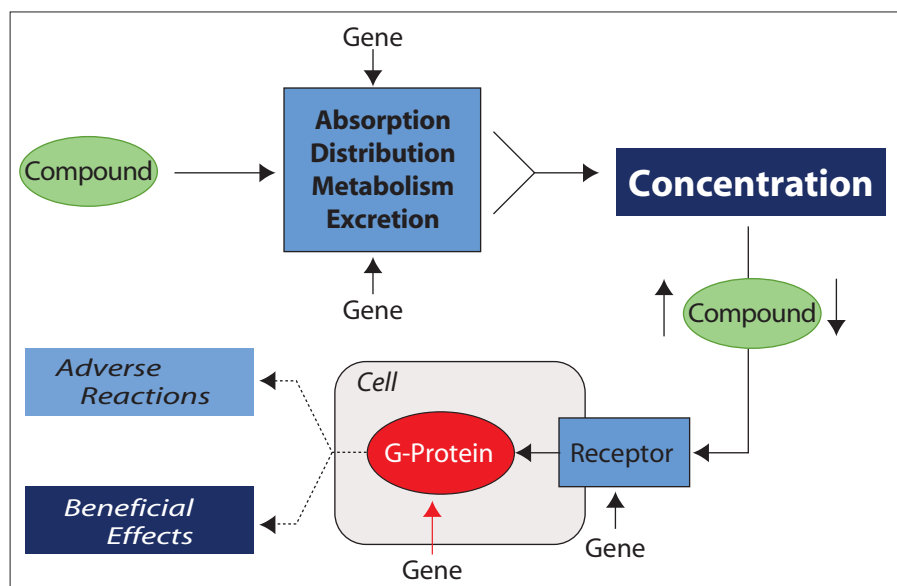 Gene
Compound
Absorption
Distribution
Metabolism
Excretion
Concentration
Gene
Compound
Adverse
Reactions
Cell
G-Protein
Receptor
Beneficial
Effects
Gene
Gene